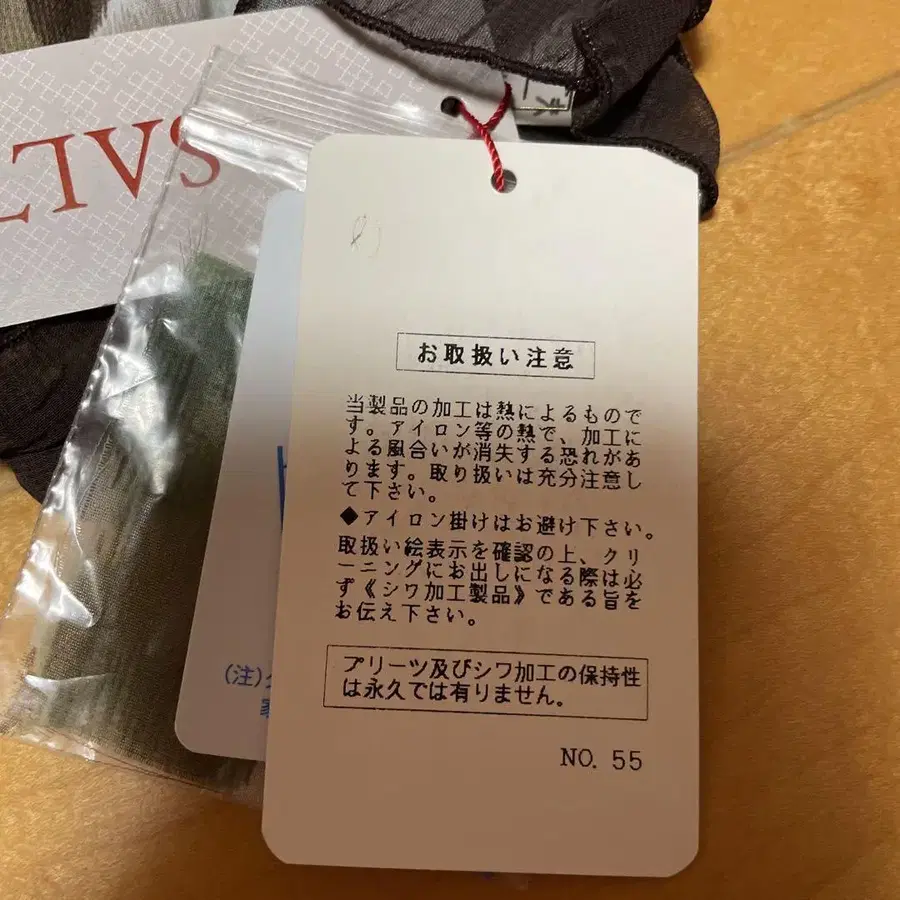 お取扱い注意
当製品の加工は熱によるもので
す。アイロン等の熱で、加工に
よる風合いが消失する恐れがあ
ります。取り扱いは充分注意し
て下さい。
◆アイロン掛けはお避け下さい。
取扱い絵表示を確認の上、クリ
ーニングにお出しになる際は必
ず《シワ加工製品》である旨を
お伝え下さい。
プリーツ及びシワ加工の保持性
は永久では有りません。
NO. 55
(注)